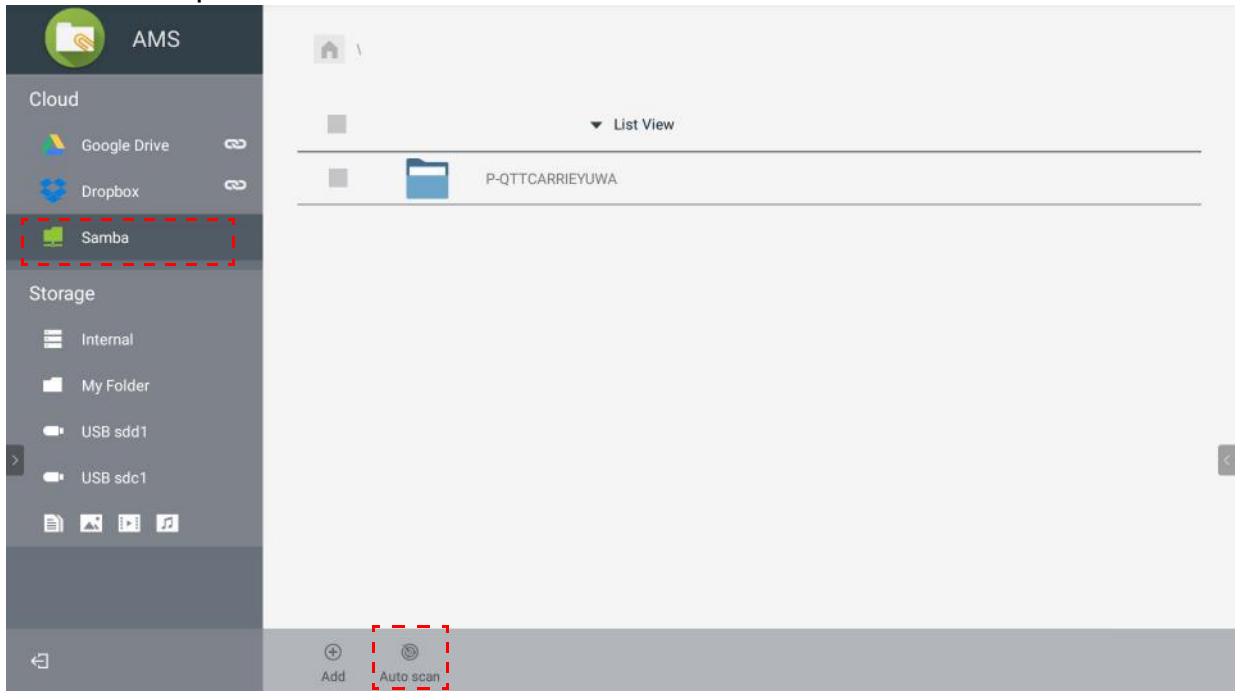 AMS
Cloud
Google Drive
Dropbox
Samba
Storage
Internal
My Folder
USB sdd1
USB sdc1
\
List View
P-QTTCARRIEYUWA
Add
Auto scan